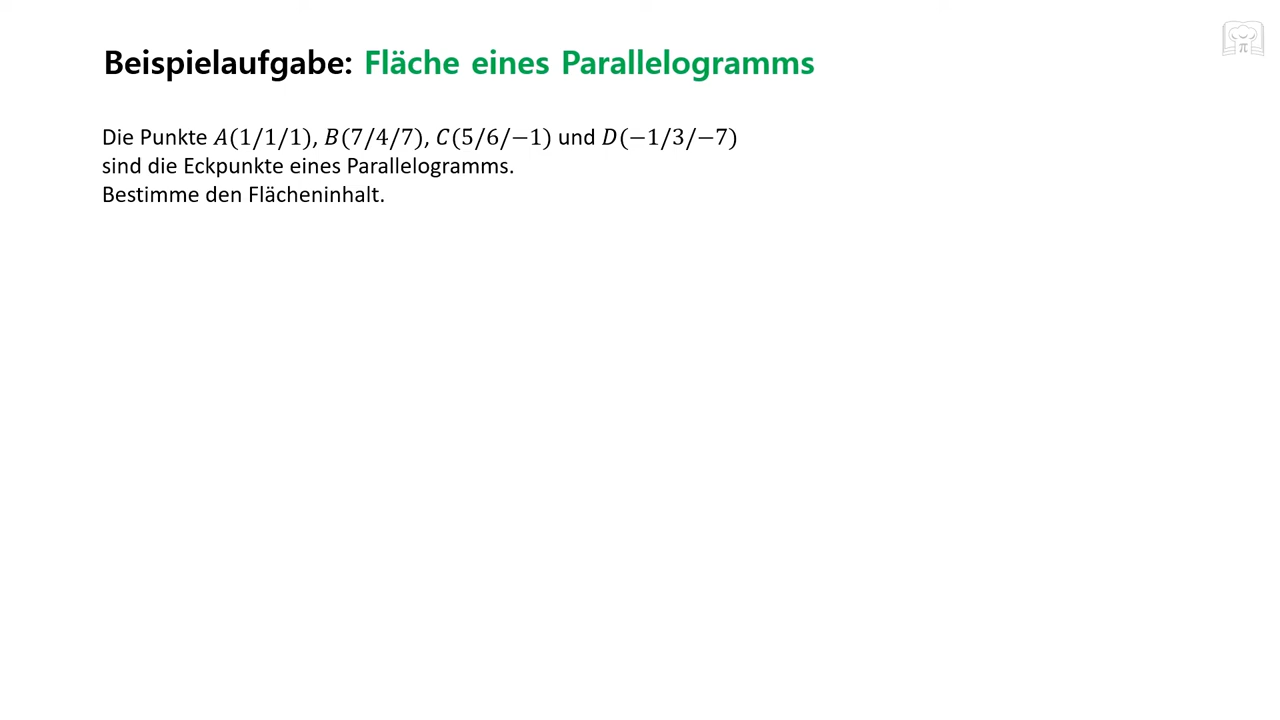 Beispielaufgabe: Fläche eines Parallelogramms
Die Punkte A(1/1/1), B(7/4/7), C(5/6/−1) und D(−1/3/−7)
sind die Eckpunkte eines Parallelogramms.
Bestimme den Flächeninhalt.
π